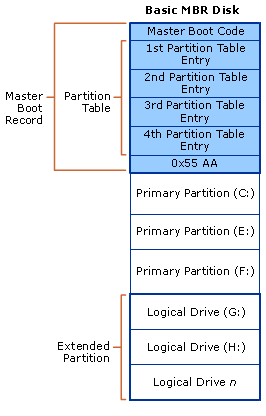 Basic MBR Disk
Master Boot Code
1st Partition Table
Entry
2nd Partition Table
Entry
3rd Partition Table
Entry
4th Partition Table
Entry
0x55 AA
Master
Boot
Record
Partition
Table
Primary Partition (C:)
Primary Partition (E:)
Primary Partition (F:)
Extended
Partition
Logical Drive (G:)
Logical Drive (H:)
Logical Drive n